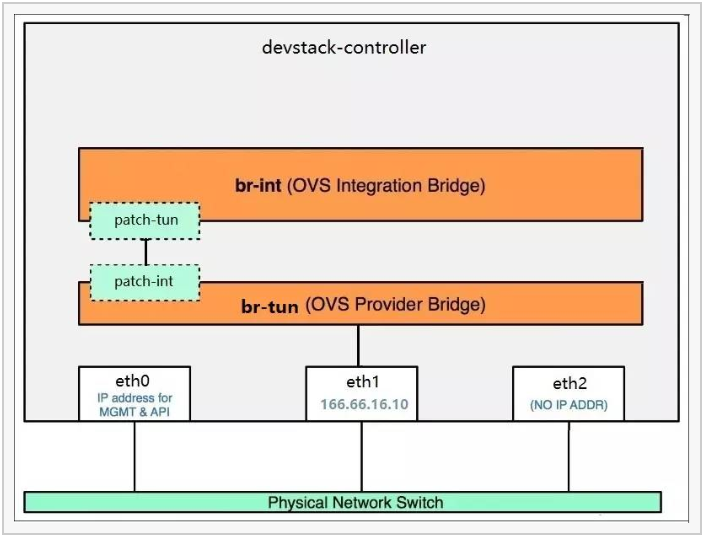 devstack-controller
br-int (OVS Integration Bridge)
patch-tun
patch-int
br-tun (OVS Provider Bridge)
eth0
IP address for
MGMT & API
eth1
166.66.16.10
eth2
(NO IP ADDR)
Physical Network Switch